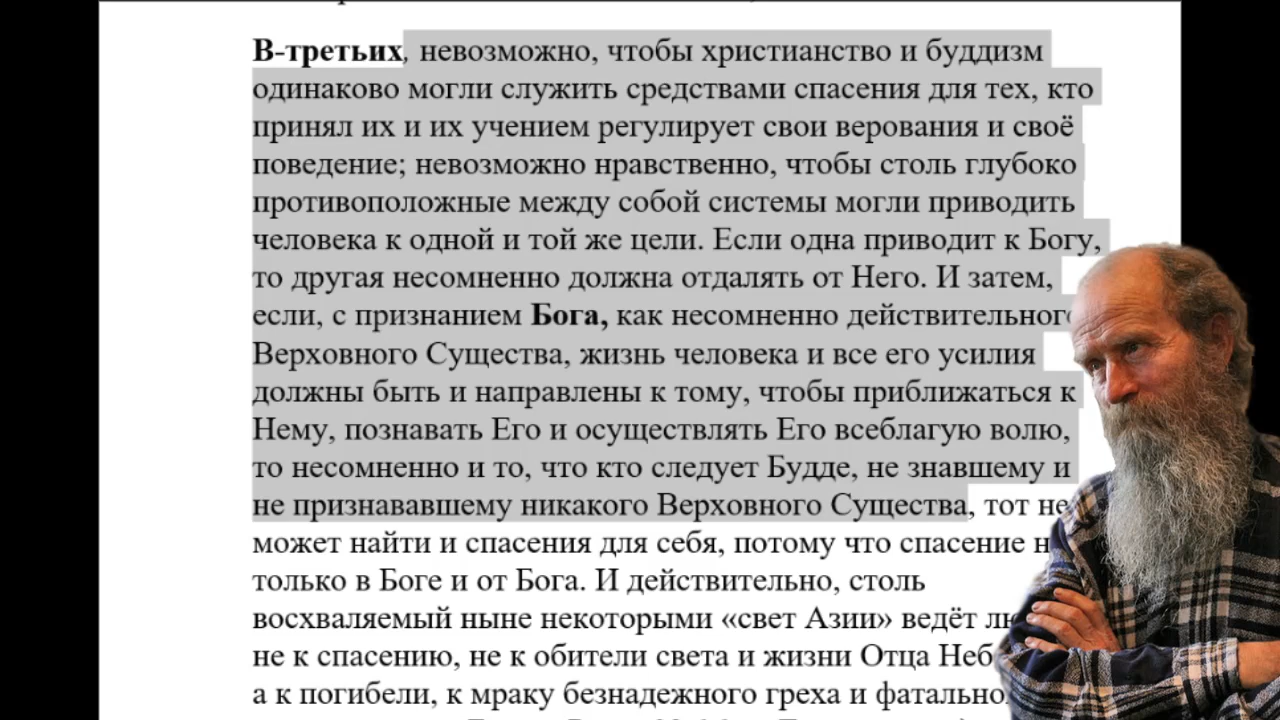 В-третьих, невозможно, чтобы христианство и буддизм
одинаково могли служить средствами спасения для тех, кто
принял их и их учением регулирует свои верования и своё
поведение; невозможно нравственно, чтобы столь глубоко
противоположные между собой системы могли приводить
человека к одной и той же цели. Если одна приводит к Богу,
то другая несомненно должна отдалять от Него. И затем,
если, с признанием Бога, как несомненно действительного
Верховного Существа, жизнь человека и все его усилия
должны быть и направлены к тому, чтобы приближаться к
Нему, познавать Его и осуществлять Его всеблагую волю,
то несомненно и то, что кто следует Будде, не знавшему и
не признававшему никакого Верховного Существа, тот не
может найти и спасения для себя, потому что спасение
только в Боге и от Бога. И действительно, столь
восхваляемый ныне некоторыми «свет Азии» ведёт
не к спасению, не к обители света и жизни Отца
а к погибели, к мраку безнадежного греха и